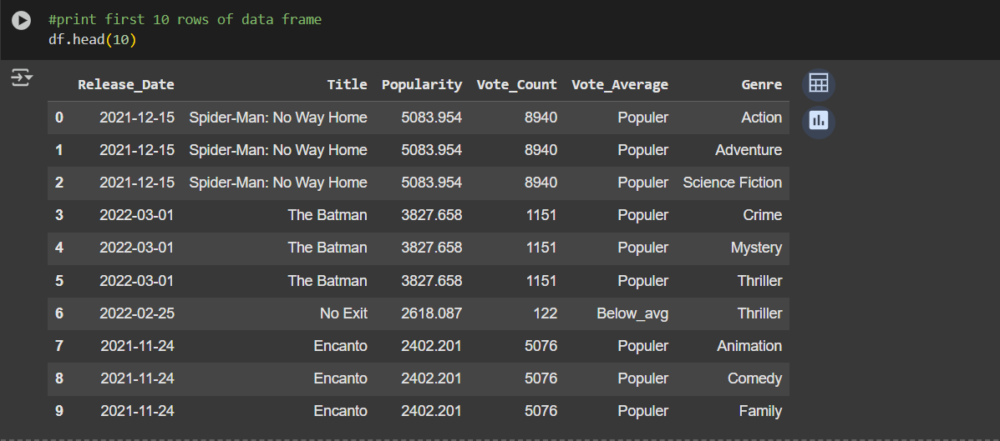 #print first 10 rows of data frame
df.head(10)
Release_Date Title Popularity Vote_Count Vote_Average Genre
0 2021-12-15 Spider-Man: No Way Home 5083.954 8940 Populer Action
1 2021-12-15 Spider-Man: No Way Home 5083.954 8940 Populer Adventure
2 2021-12-15 Spider-Man: No Way Home 5083.954 8940 Populer Science Fiction
3 2022-03-01 The Batman 3827.658 1151 Populer Crime
4 2022-03-01 The Batman 3827.658 1151 Populer Mystery
5 2022-03-01 The Batman 3827.658 1151 Populer Thriller
6 2022-02-25 No Exit 2618.087 122 Below_avg Thriller
7 2021-11-24 Encanto 2402.201 5076 Populer Animation
8 2021-11-24 Encanto 2402.201 5076 Populer Comedy
9 2021-11-24 Encanto 2402.201 5076 Populer Family